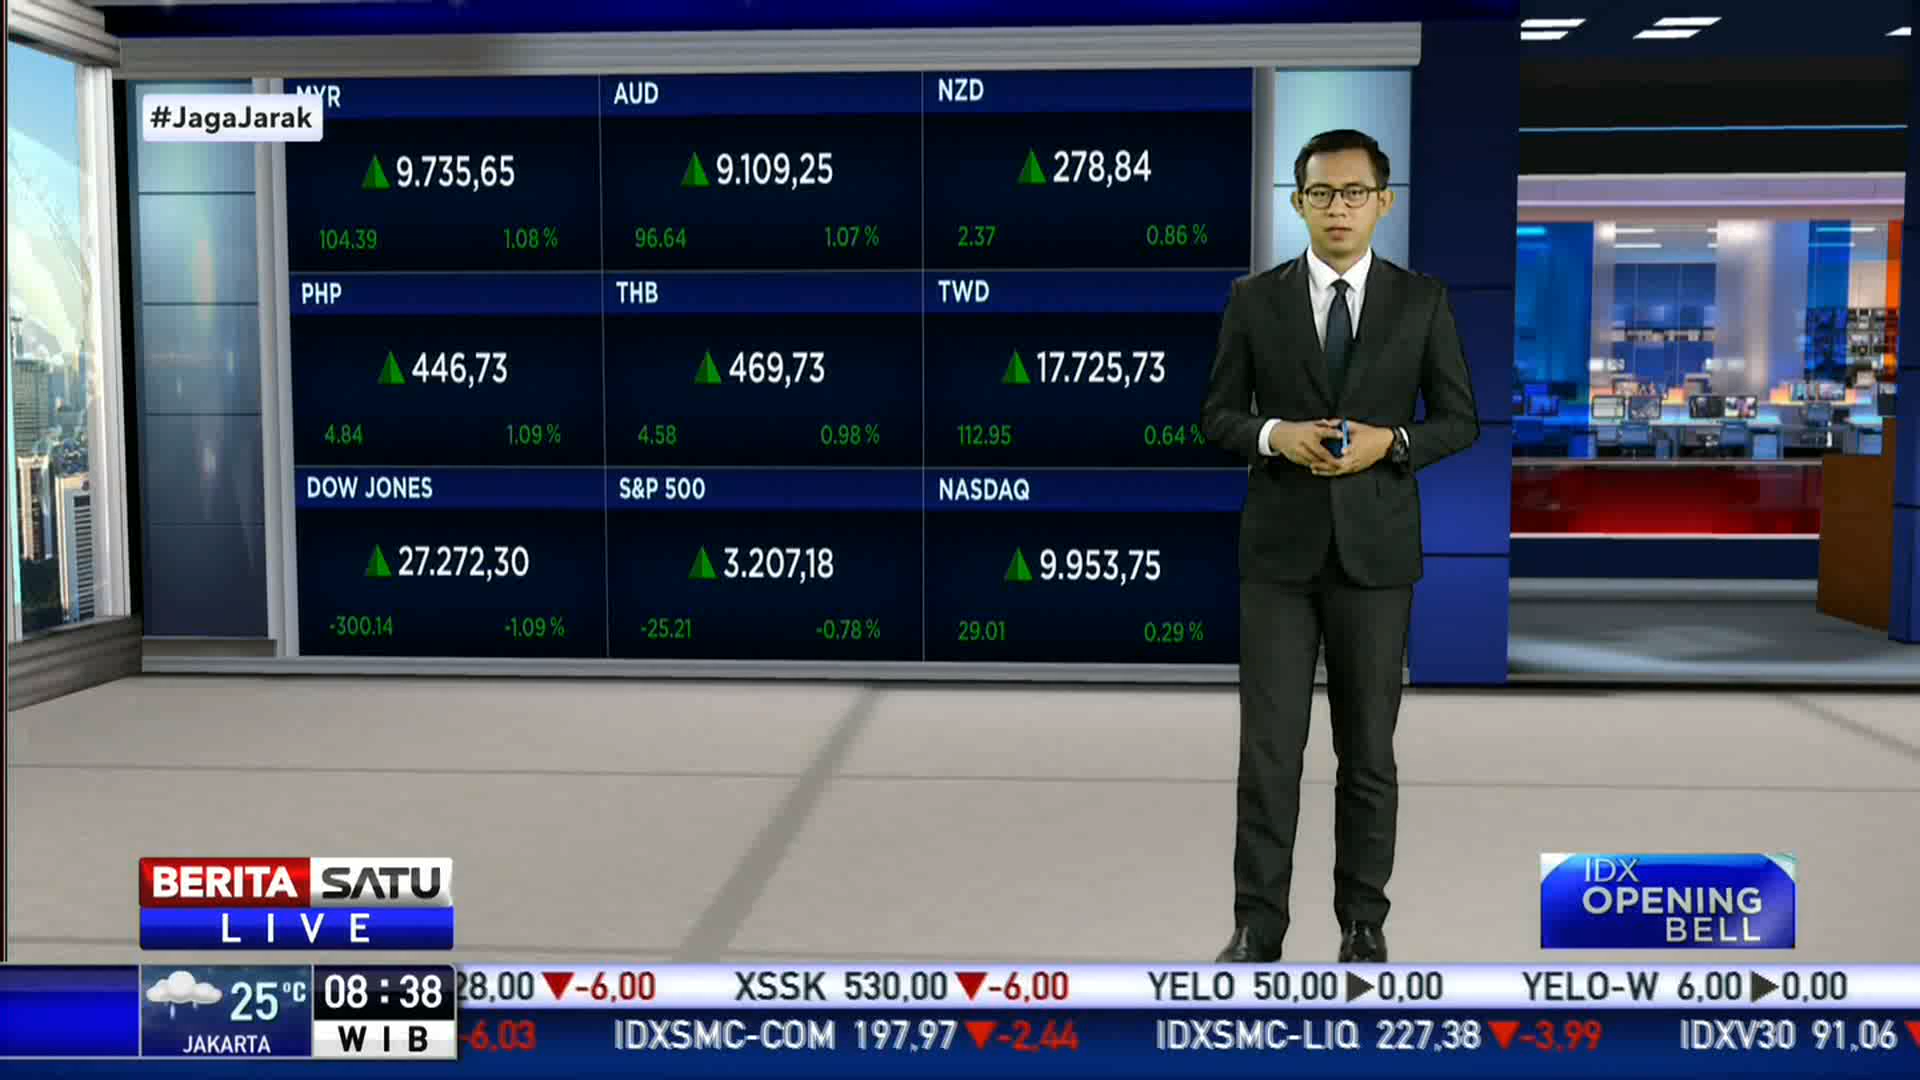 #JagaJarak
MYR
9.735,65
104.39 1.08%
AUD
9.109,25
96.64 1.07%
NZD
278,84
2.37 0.86%
PHP
446,73
4.84 1.09%
THB
469,73
4.58 0.98%
TWD
17.725,73
112.95 0.64%
DOW JONES
27.272,30
-300.14 -1.09%
S&P 500
3.207,18
-25.21 -0.78%
NASDAQ
9.953,75
29.01 0.29%
BERITA SATU
LIVE
IDX
OPENING
BELL
25°C
JAKARTA
08:38
WIB
28,00 -6,00 XSSK 530,00 -6,00 YELO 50,00 0,00 YELO-W 6,00 0,00
-6,03 IDXSMC-COM 197,97 -2,44 IDXSMC-LIQ 227,38 -3,99 IDXV30 91,06